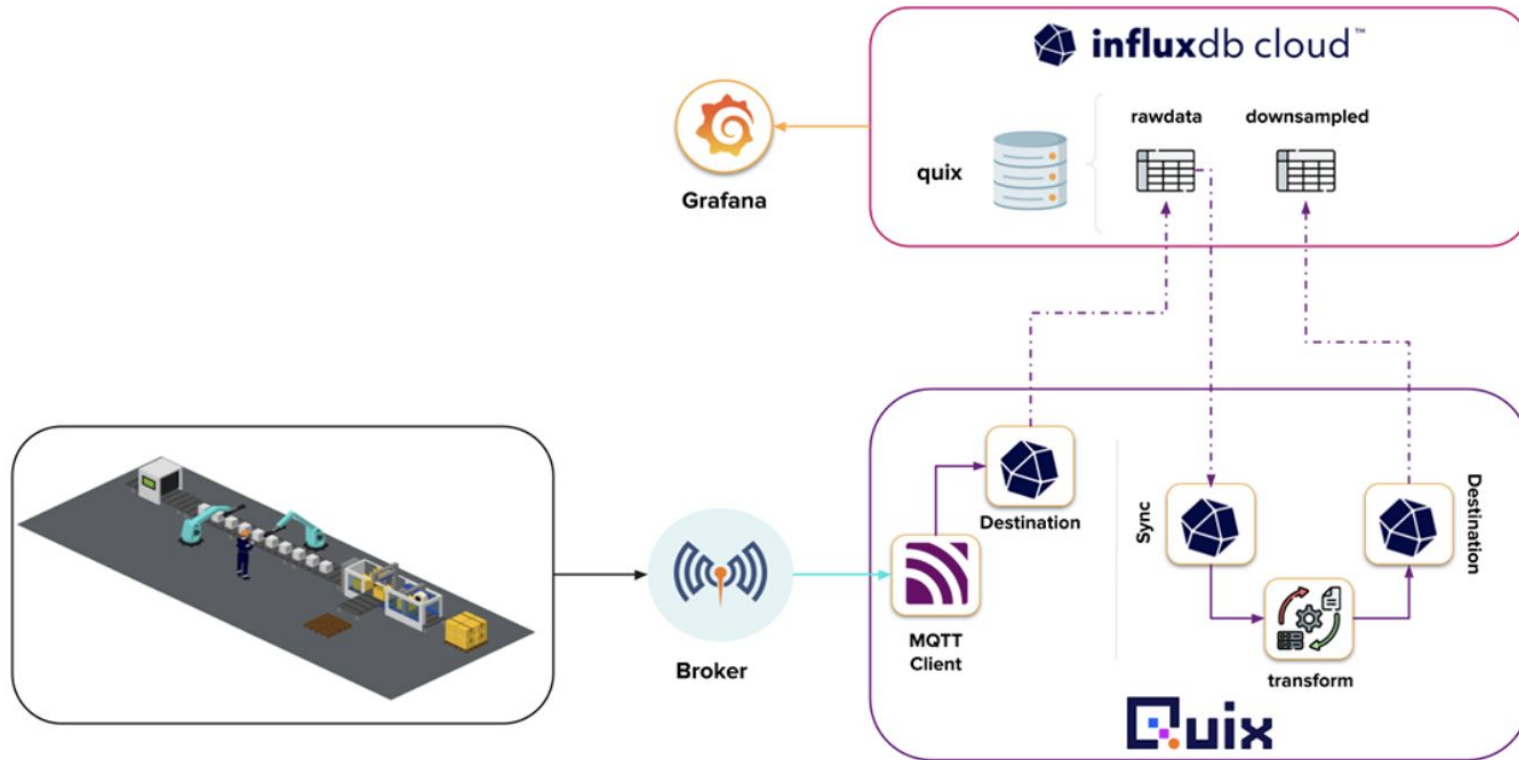 influxdb cloud™
rawdata
downsampled
quix
Grafana
Destination
Sync
Destination
MQTT
Client
transform
Broker
Quix